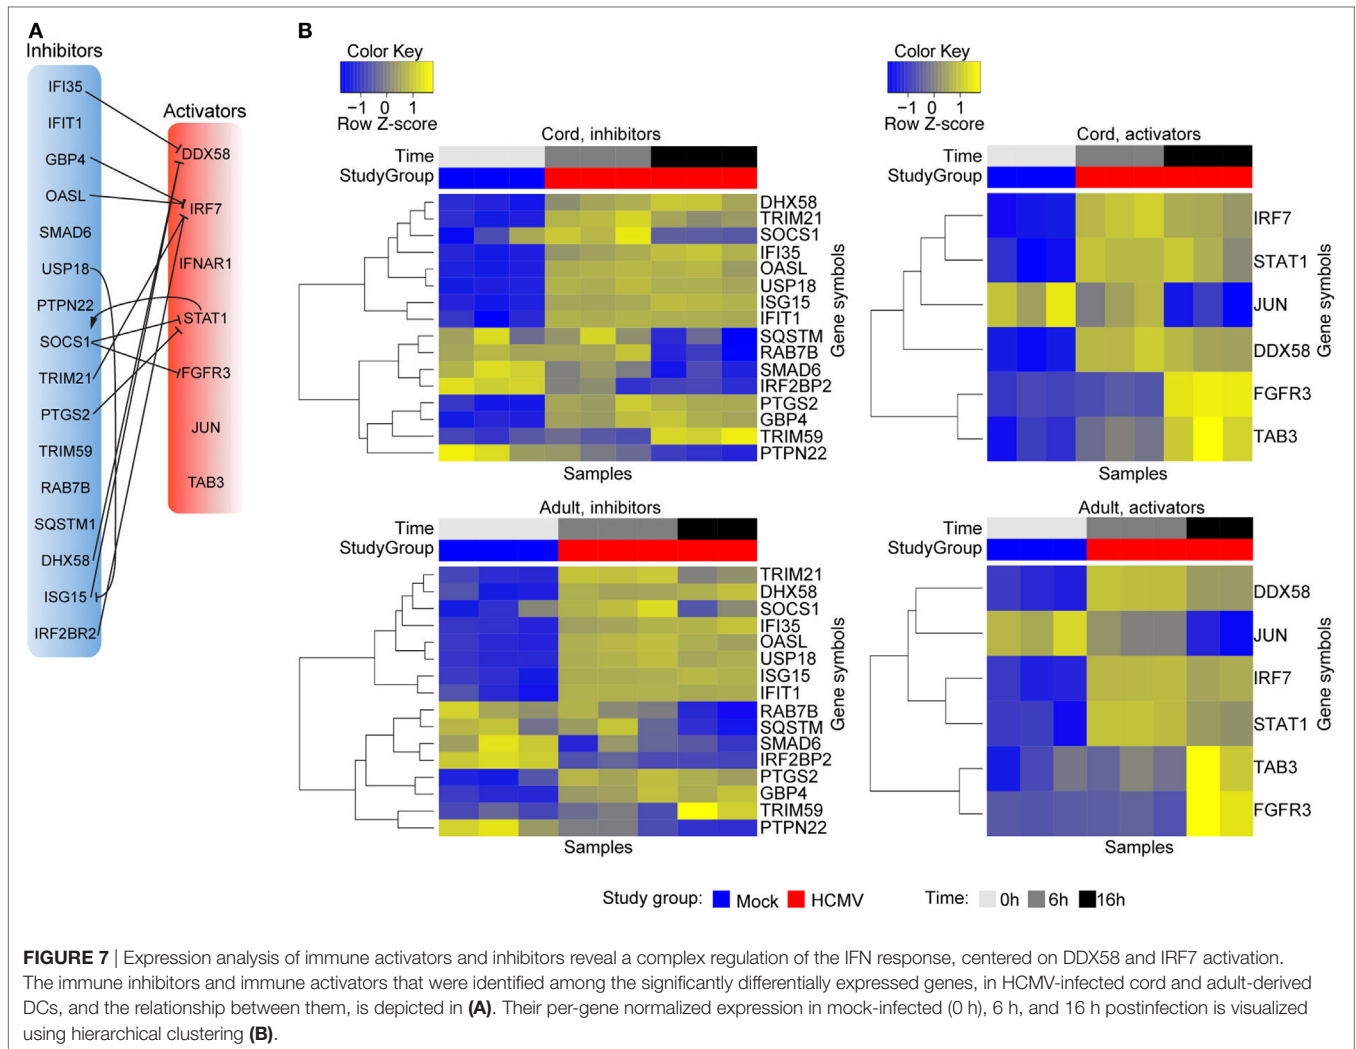 A
Inhibitors
IFI35
IFIT1
GBP4
OASL
SMAD6
USP18
PTPN22
SOCS1
TRIM21
PTGS2
TRIM59
RAB7B
SQSTM1
DHX58
ISG15
IRF2BR2
Activators
DDX58
IRF7
IFNAR1
STAT1
FGFR3
JUN
TAB3
B
Color Key
−1 0 1
Row Z-score
Cord, inhibitors
Time
StudyGroup
DHX58
TRIM21
SOCS1
IFI35
OASL
USP18
ISG15
IFIT1
SQSTM
RAB7B
SMAD6
IRF2BP2
PTGS2
GBP4
TRIM59
PTPN22
Gene symbols
Samples
Color Key
−1 0 1
Row Z-score
Cord, activators
IRF7
STAT1
JUN
DDX58
FGFR3
TAB3
Gene symbols
Samples
Adult, inhibitors
Time
StudyGroup
TRIM21
DHX58
SOCS1
IFI35
OASL
USP18
ISG15
IFIT1
RAB7B
SQSTM
SMAD6
IRF2BP2
PTGS2
GBP4
TRIM59
PTPN22
Gene symbols
Samples
Adult, activators
Time
StudyGroup
DDX58
JUN
IRF7
STAT1
TAB3
FGFR3
Gene symbols
Samples
Study group: Mock HCMV Time: 0h 6h 16h
FIGURE 7 | Expression analysis of immune activators and inhibitors reveal a complex regulation of the IFN response, centered on DDX58 and IRF7 activation.
The immune inhibitors and immune activators that were identified among the significantly differentially expressed genes, in HCMV-infected cord and adult-derived
DCs, and the relationship between them, is depicted in (A). Their per-gene normalized expression in mock-infected (0 h), 6 h, and 16 h postinfection is visualized
using hierarchical clustering (B).